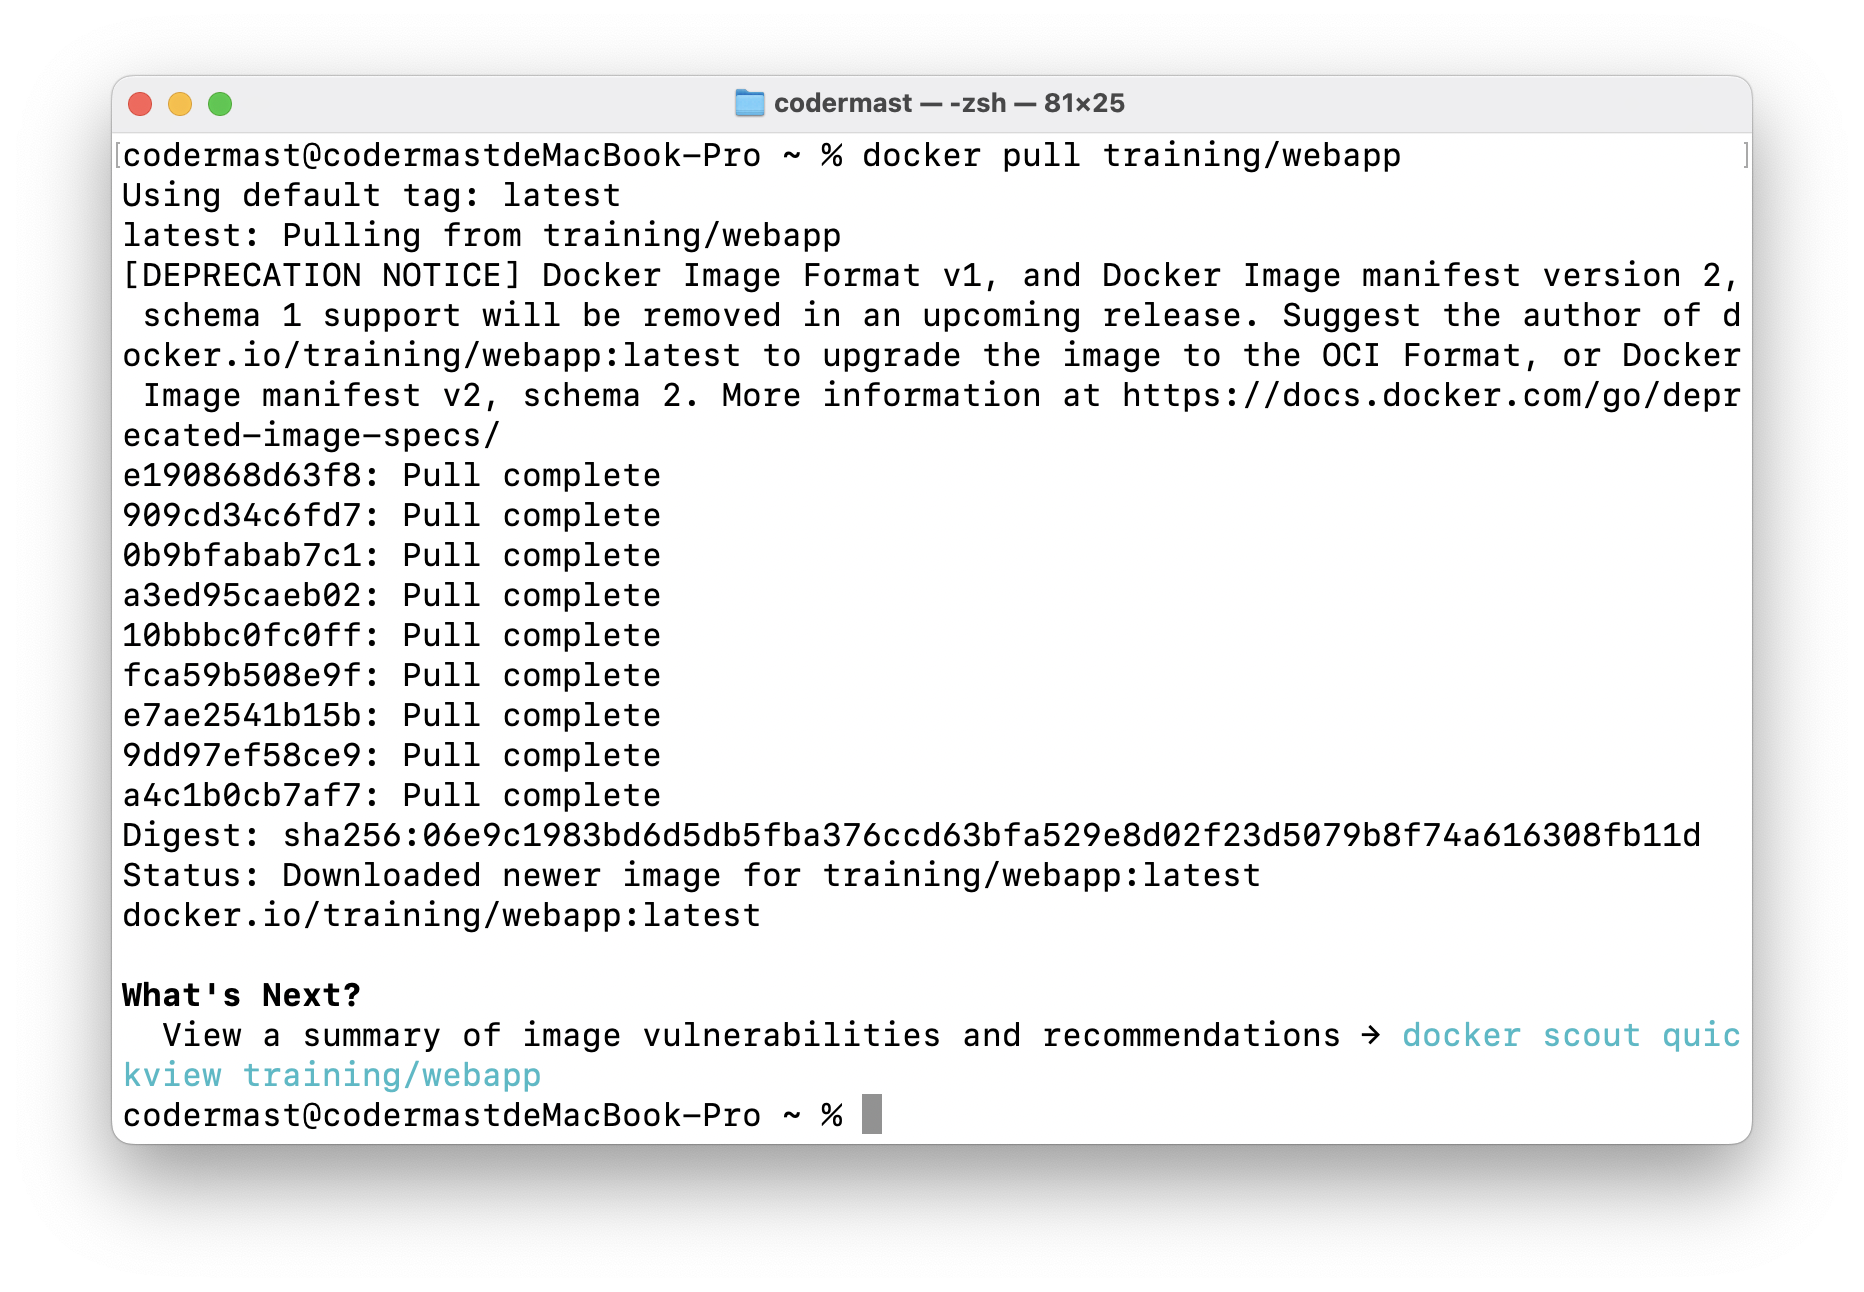 codermast — -zsh — 81×25
[codermast@codermastdeMacBook-Pro ~ % docker pull training/webapp ]
Using default tag: latest
latest: Pulling from training/webapp
[DEPRECATION NOTICE] Docker Image Format v1, and Docker Image manifest version 2,
 schema 1 support will be removed in an upcoming release. Suggest the author of d
ocker.io/training/webapp:latest to upgrade the image to the OCI Format, or Docker
 Image manifest v2, schema 2. More information at https://docs.docker.com/go/depr
ecated-image-specs/
e190868d63f8: Pull complete
909cd34c6fd7: Pull complete
0b9bfabab7c1: Pull complete
a3ed95caeb02: Pull complete
10bbbc0fc0ff: Pull complete
fca59b508e9f: Pull complete
e7ae2541b15b: Pull complete
9dd97ef58ce9: Pull complete
a4c1b0cb7af7: Pull complete
Digest: sha256:06e9c1983bd6d5db5fba376ccd63bfa529e8d02f23d5079b8f74a616308fb11d
Status: Downloaded newer image for training/webapp:latest
docker.io/training/webapp:latest
What's Next?
  View a summary of image vulnerabilities and recommendations → docker scout quic
kview training/webapp
codermast@codermastdeMacBook-Pro ~ %